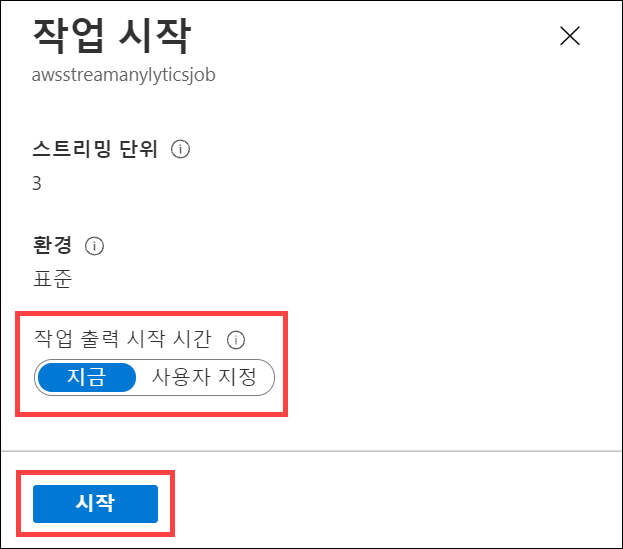 작업 시작
awsstreamanylyticsjob
스트리밍 단위
3
환경
표준
작업 출력 시작 시간
지금 사용자 지정
시작